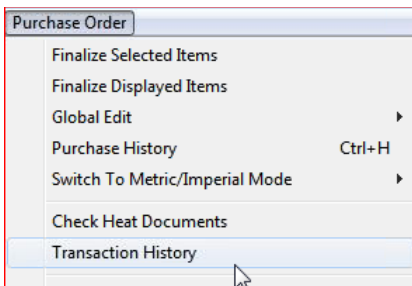 Purchase Order
Finalize Selected Items
Finalize Displayed Items
Global Edit
Purchase History Ctrl+H
Switch To Metric/Imperial Mode
Check Heat Documents
Transaction History